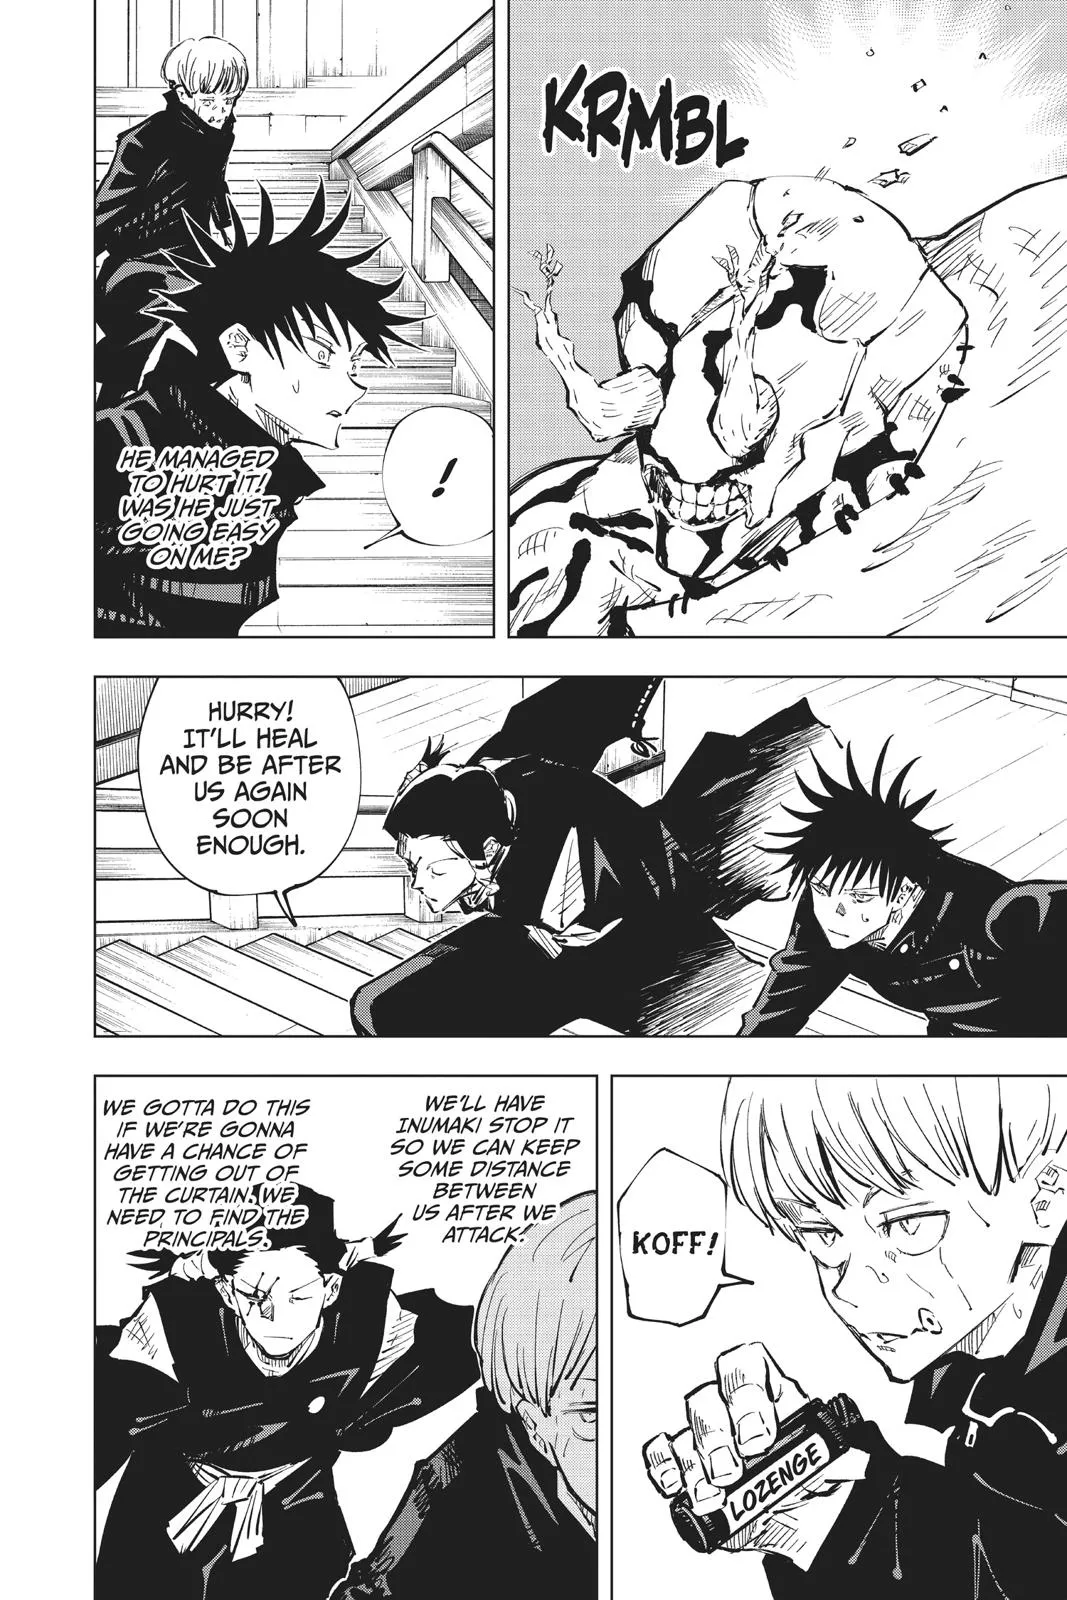 KRMBL
!
HE MANAGED
TO HURT IT!
WAS HE JUST
GOING EASY
ON ME?
HURRY!
IT'LL HEAL
AND BE AFTER
US AGAIN
SOON
ENOUGH.
KOFF!
LOZENGE
WE'LL HAVE
INUMAKI STOP IT
SO WE CAN KEEP
SOME DISTANCE
BETWEEN
US AFTER WE
ATTACK.
WE GOTTA DO THIS
IF WE'RE GONNA
HAVE A CHANCE OF
GETTING OUT OF
THE CURTAIN. WE
NEED TO FIND THE
PRINCIPALS.